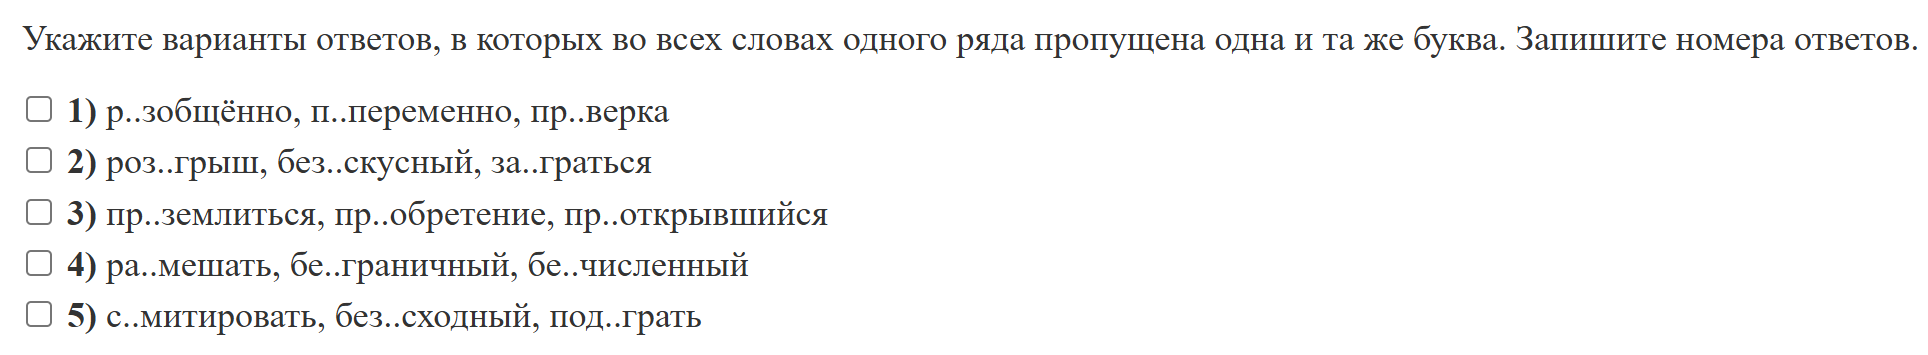 Укажите варианты ответов, в которых во всех словах одного ряда пропущена одна и та же буква. Запишите номера ответов.
1) р..зобщённо, п..переменно, пр..верка
2) роз..грыш, без..скусный, за..граться
3) пр..землиться, пр..обретение, пр..открывшийся
4) ра..мешать, бе..граничный, бе..численный
5) с..митировать, без..сходный, под..грать